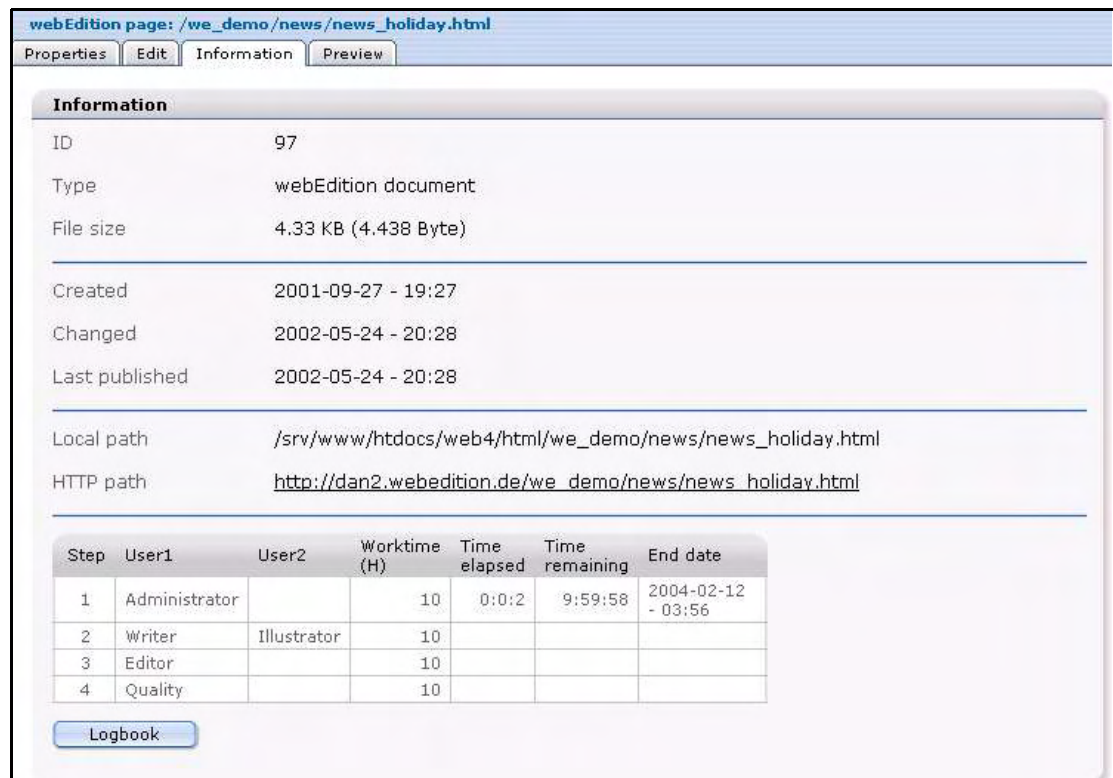 webEdition page: /we_demo/news/news_holiday.html
Properties Edit Information Preview
Information
ID 97
Type webEdition document
File size 4.33 KB (4.438 Byte)
Created 2001-09-27 - 19:27
Changed 2002-05-24 - 20:28
Last published 2002-05-24 - 20:28
Local path /srv/www/htdocs/web4/html/we_demo/news/news_holiday.html
HTTP path http://dan2.webedition.de/we_demo/news/news_holiday.html
Step User1 User2 Worktime (H) Time elapsed Time remaining End date
1 Administrator 10 0:0:2 9:59:58 2004-02-12 - 03:56
2 Writer Illustrator 10
3 Editor 10
4 Quality 10
Logbook